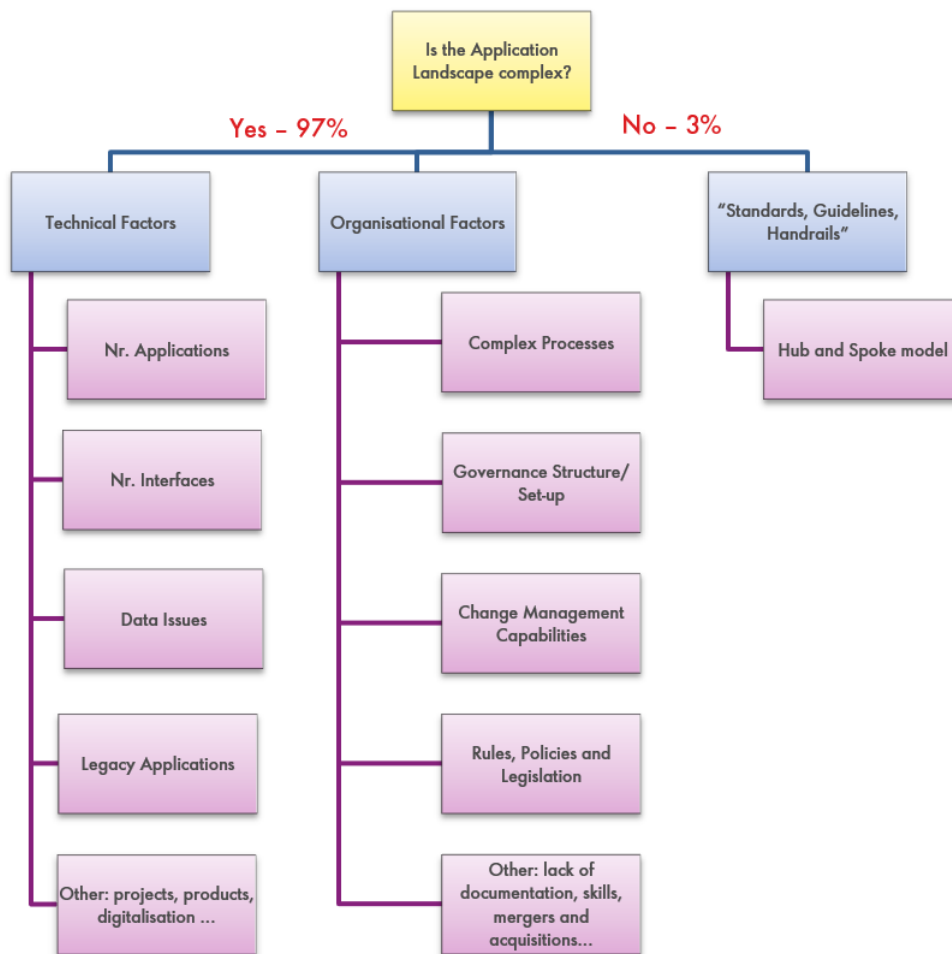 Is the Application
Landscape complex?
Yes – 97%
No – 3%
Technical Factors
Organisational Factors
“Standards, Guidelines,
Handrails”
Nr. Applications
Nr. Interfaces
Data Issues
Legacy Applications
Other: projects, products,
digitalisation ...
Complex Processes
Governance Structure/
Set-up
Change Management
Capabilities
Rules, Policies and
Legislation
Other: lack of
documentation, skills,
mergers and
acquisitions...
Hub and Spoke model